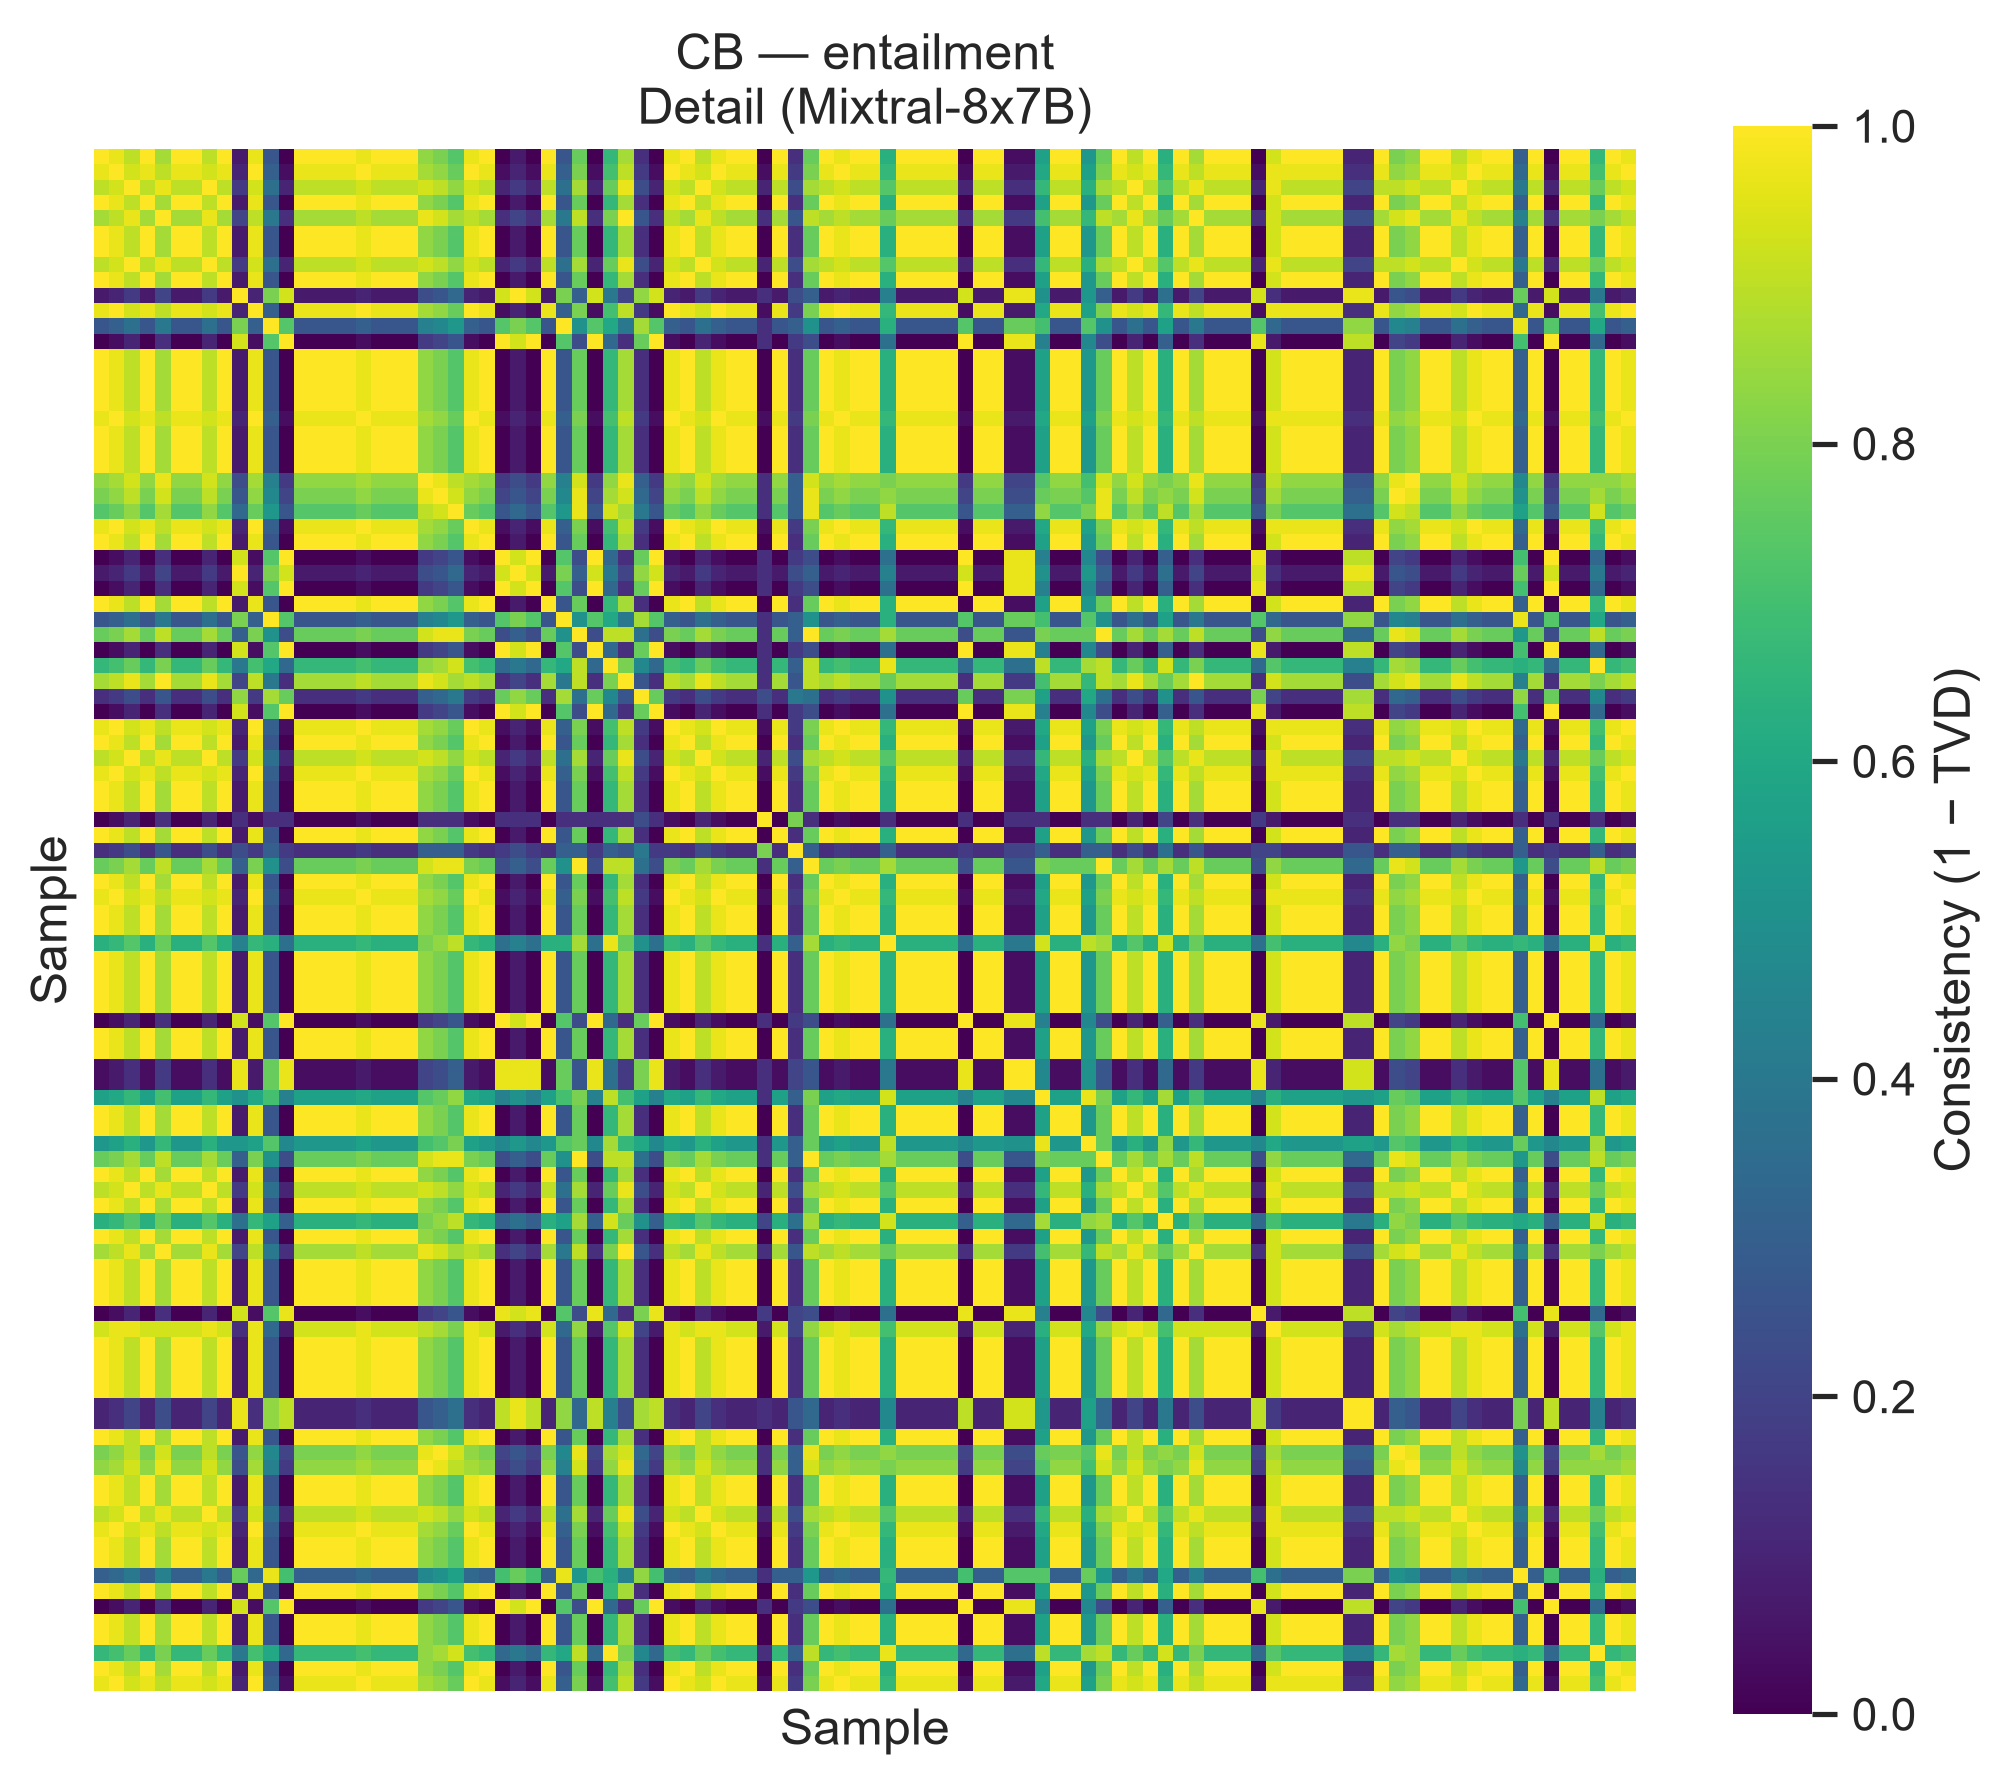 CB — entailment
Detail (Mixtral-8x7B)
Sample
Sample
1.0
0.8
0.6
0.4
0.2
0.0
Consistency (1 − TVD)